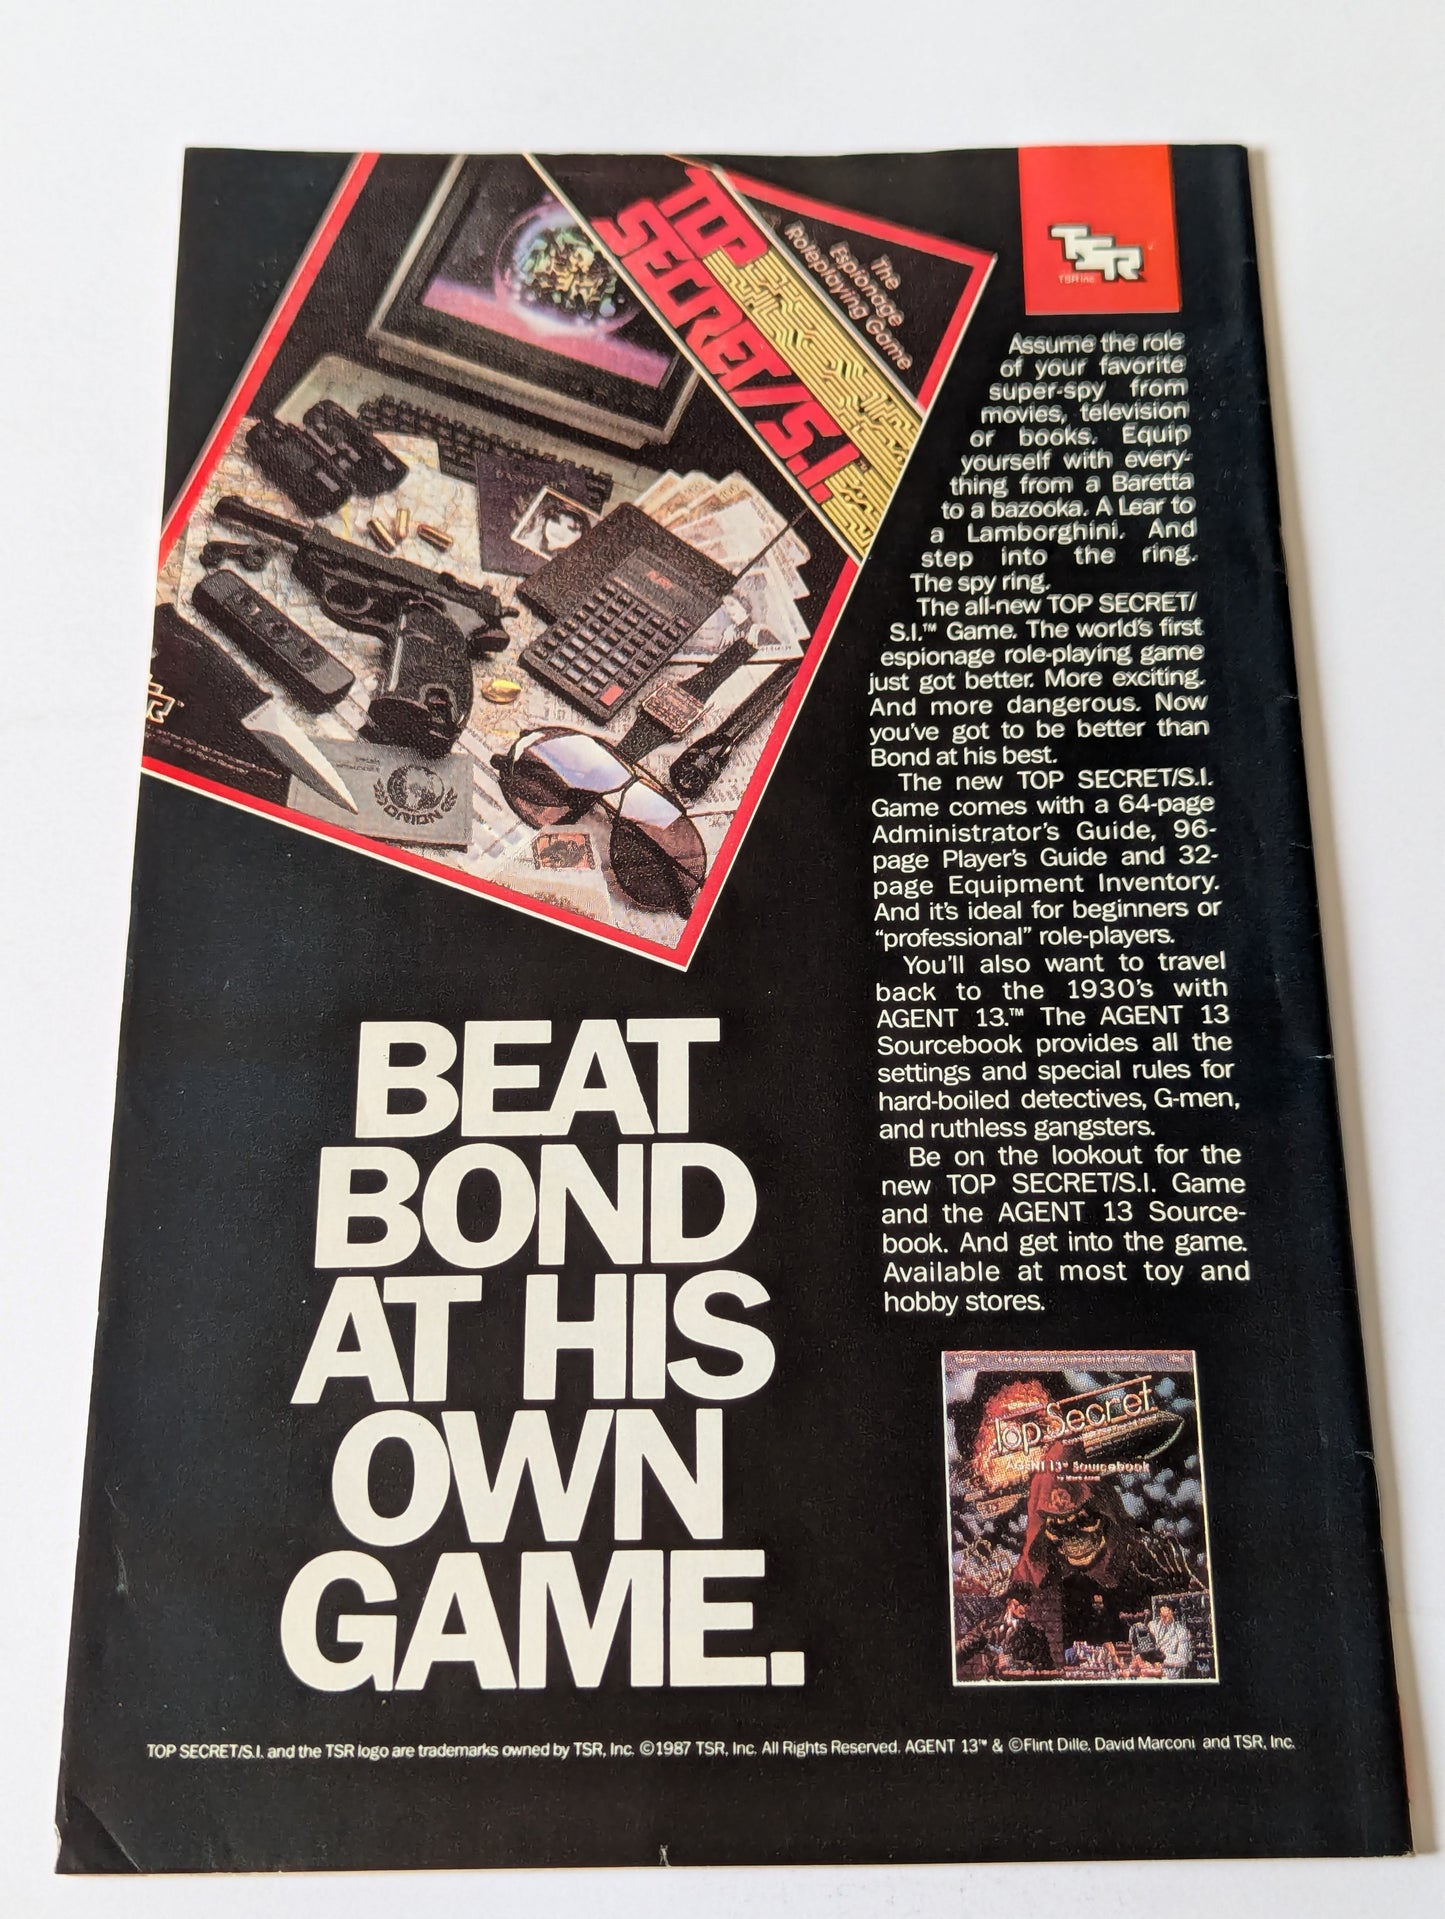 TOP
SECRET/S.I.™
The
Espionage
Roleplaying Game
TSR
TSR Inc.
ORION
Assume the role
of your favorite
super-spy from
movies, television
or books. Equip
yourself with every-
thing from a Baretta
to a bazooka. A Lear to
a Lamborghini. And
step into the ring.
The spy ring.
The all-new TOP SECRET/
S.I.™ Game. The world's first
espionage role-playing game
just got better. More exciting.
And more dangerous. Now
you've got to be better than
Bond at his best.
The new TOP SECRET/S.I.
Game comes with a 64-page
Administrator's Guide, 96-
page Player's Guide and 32-
page Equipment Inventory.
And it's ideal for beginners or
“professional” role-players.
You'll also want to travel
back to the 1930's with
AGENT 13.™ The AGENT 13
Sourcebook provides all the
settings and special rules for
hard-boiled detectives, G-men,
and ruthless gangsters.
Be on the lookout for the
new TOP SECRET/S.I. Game
and the AGENT 13 Source-
book. And get into the game.
Available at most toy and
hobby stores.
BEAT
BOND
AT HIS
OWN
GAME.
Top Secret
AGENT 13™ Sourcebook
TOP SECRET/S.I. and the TSR logo are trademarks owned by TSR, Inc. ©1987 TSR, Inc. All Rights Reserved. AGENT 13™ & ©Flint Dille, David Marconi and TSR, Inc.